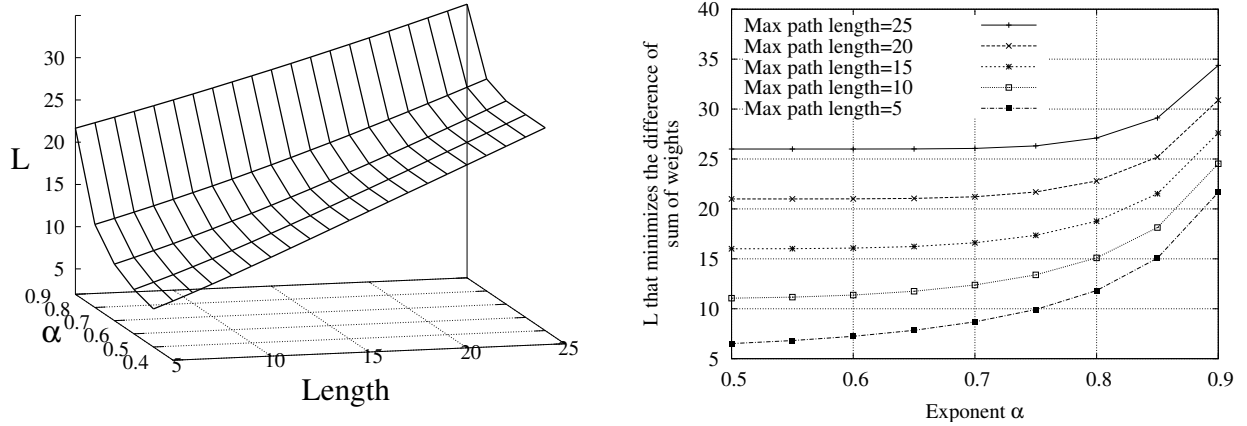 35
30
25
20
15
10
5
L
0.9
0.8
0.7
0.6
0.5
0.4
α
5
10
15
20
25
Length
40
35
30
25
20
15
10
5
L that minimizes the difference of
sum of weights
Max path length=25
Max path length=20
Max path length=15
Max path length=10
Max path length=5
0.5
0.6
0.7
0.8
0.9
Exponent α